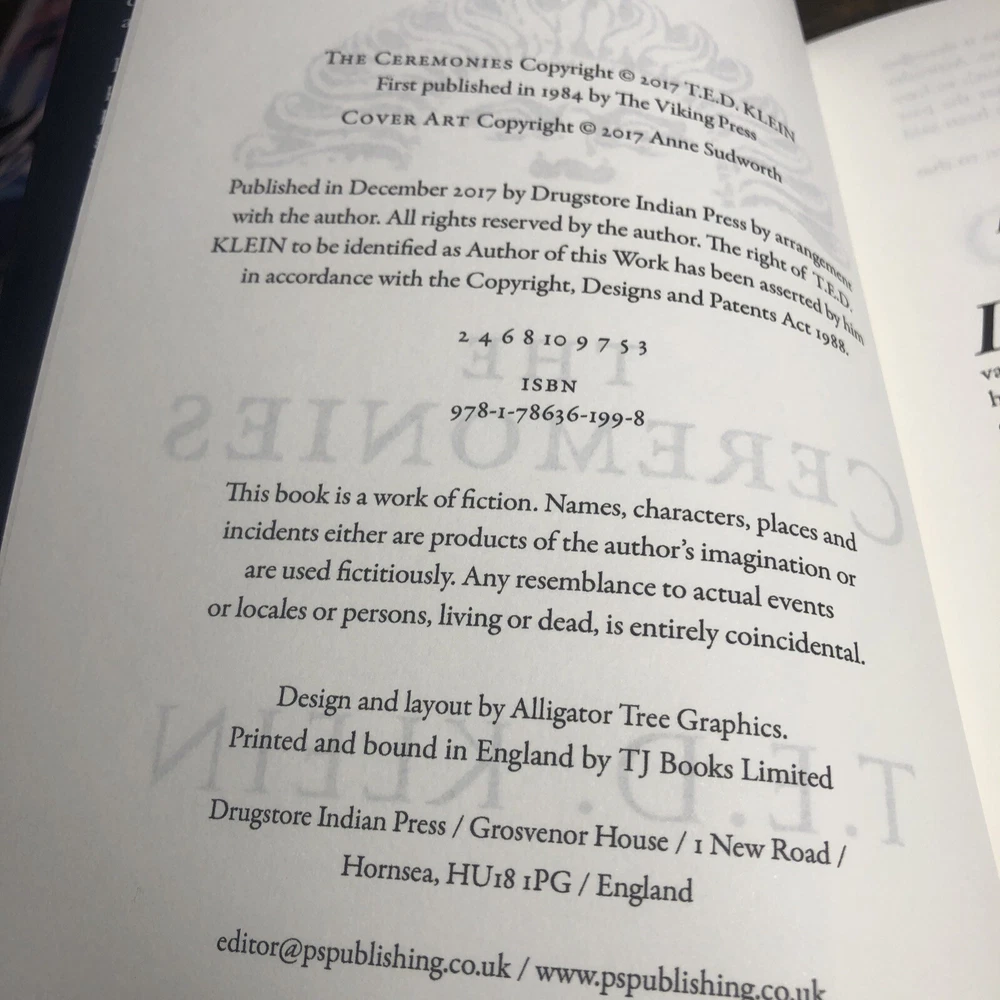 THE CEREMONIES Copyright © 2017 T.E.D. KLEIN
First published in 1984 by The Viking Press
COVER ART Copyright © 2017 Anne Sudworth
Published in December 2017 by Drugstore Indian Press by arrangement
with the author. All rights reserved by the author. The right of T.E.D.
KLEIN to be identified as Author of this Work has been asserted by him
in accordance with the Copyright, Designs and Patents Act 1988.
2 4 6 8 10 9 7 5 3
ISBN
978-1-78636-199-8
This book is a work of fiction. Names, characters, places and
incidents either are products of the author's imagination or
are used fictitiously. Any resemblance to actual events
or locales or persons, living or dead, is entirely coincidental.
Design and layout by Alligator Tree Graphics.
Printed and bound in England by TJ Books Limited
Drugstore Indian Press / Grosvenor House / 1 New Road /
Hornsea, HU18 1PG / England
editor@pspublishing.co.uk / www.pspublishing.co.uk
THE
CEREMONIES
T.E.D. KLEIN